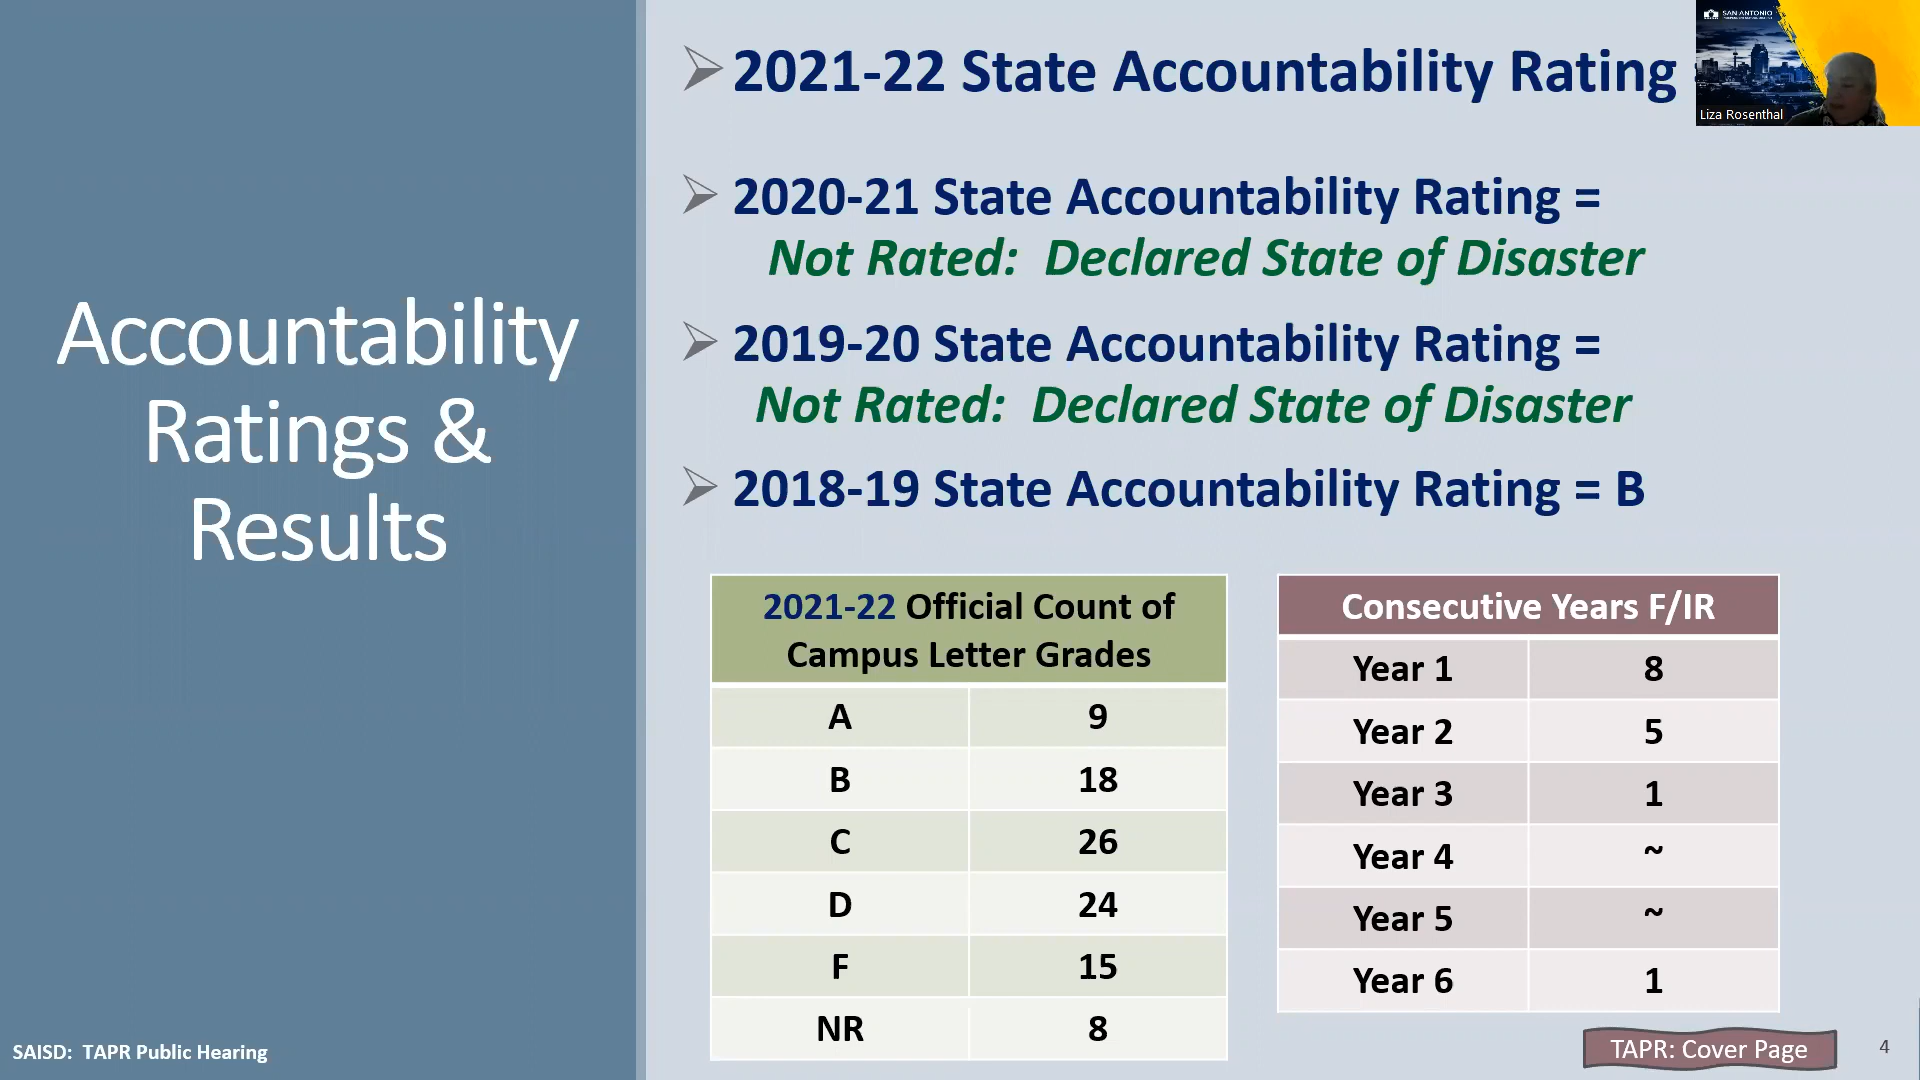 Accountability
Ratings &
Results
SAISD: TAPR Public Hearing
2021-22 State Accountability Rating
2020-21 State Accountability Rating =
Not Rated: Declared State of Disaster
2019-20 State Accountability Rating =
Not Rated: Declared State of Disaster
2018-19 State Accountability Rating = B
2021-22 Official Count of
Campus Letter Grades
A 9
B 18
C 26
D 24
F 15
NR 8
Consecutive Years F/IR
Year 1 8
Year 2 5
Year 3 1
Year 4 ~
Year 5 ~
Year 6 1
TAPR: Cover Page
4
SAN ANTONIO
Liza Rosenthal